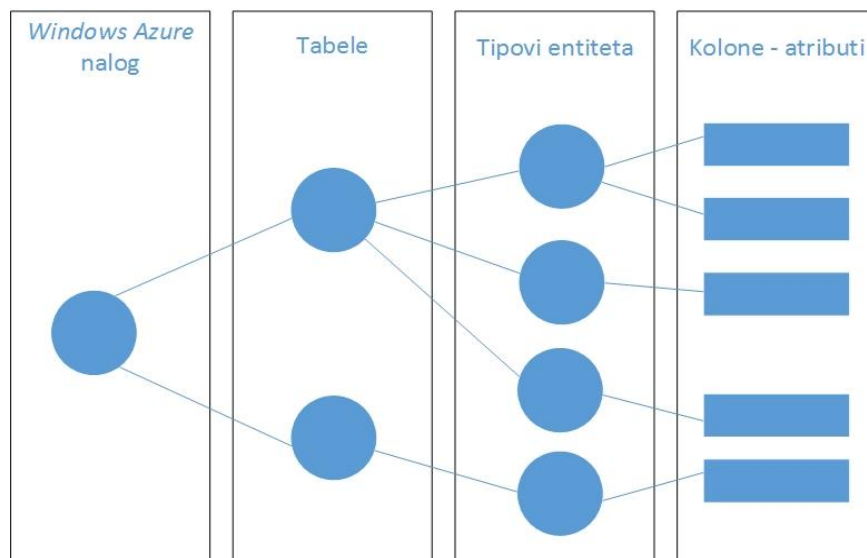 Windows Azure
nalog
Tabele
Tipovi entiteta
Kolone - atributi